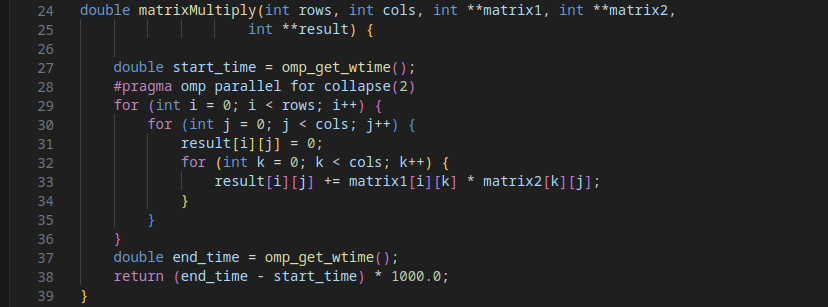 24 double matrixMultiply(int rows, int cols, int **matrix1, int **matrix2,
25                     int **result) {
26
27     double start_time = omp_get_wtime();
28     #pragma omp parallel for collapse(2)
29     for (int i = 0; i < rows; i++) {
30         for (int j = 0; j < cols; j++) {
31             result[i][j] = 0;
32             for (int k = 0; k < cols; k++) {
33                 result[i][j] += matrix1[i][k] * matrix2[k][j];
34             }
35         }
36     }
37     double end_time = omp_get_wtime();
38     return (end_time - start_time) * 1000.0;
39 }